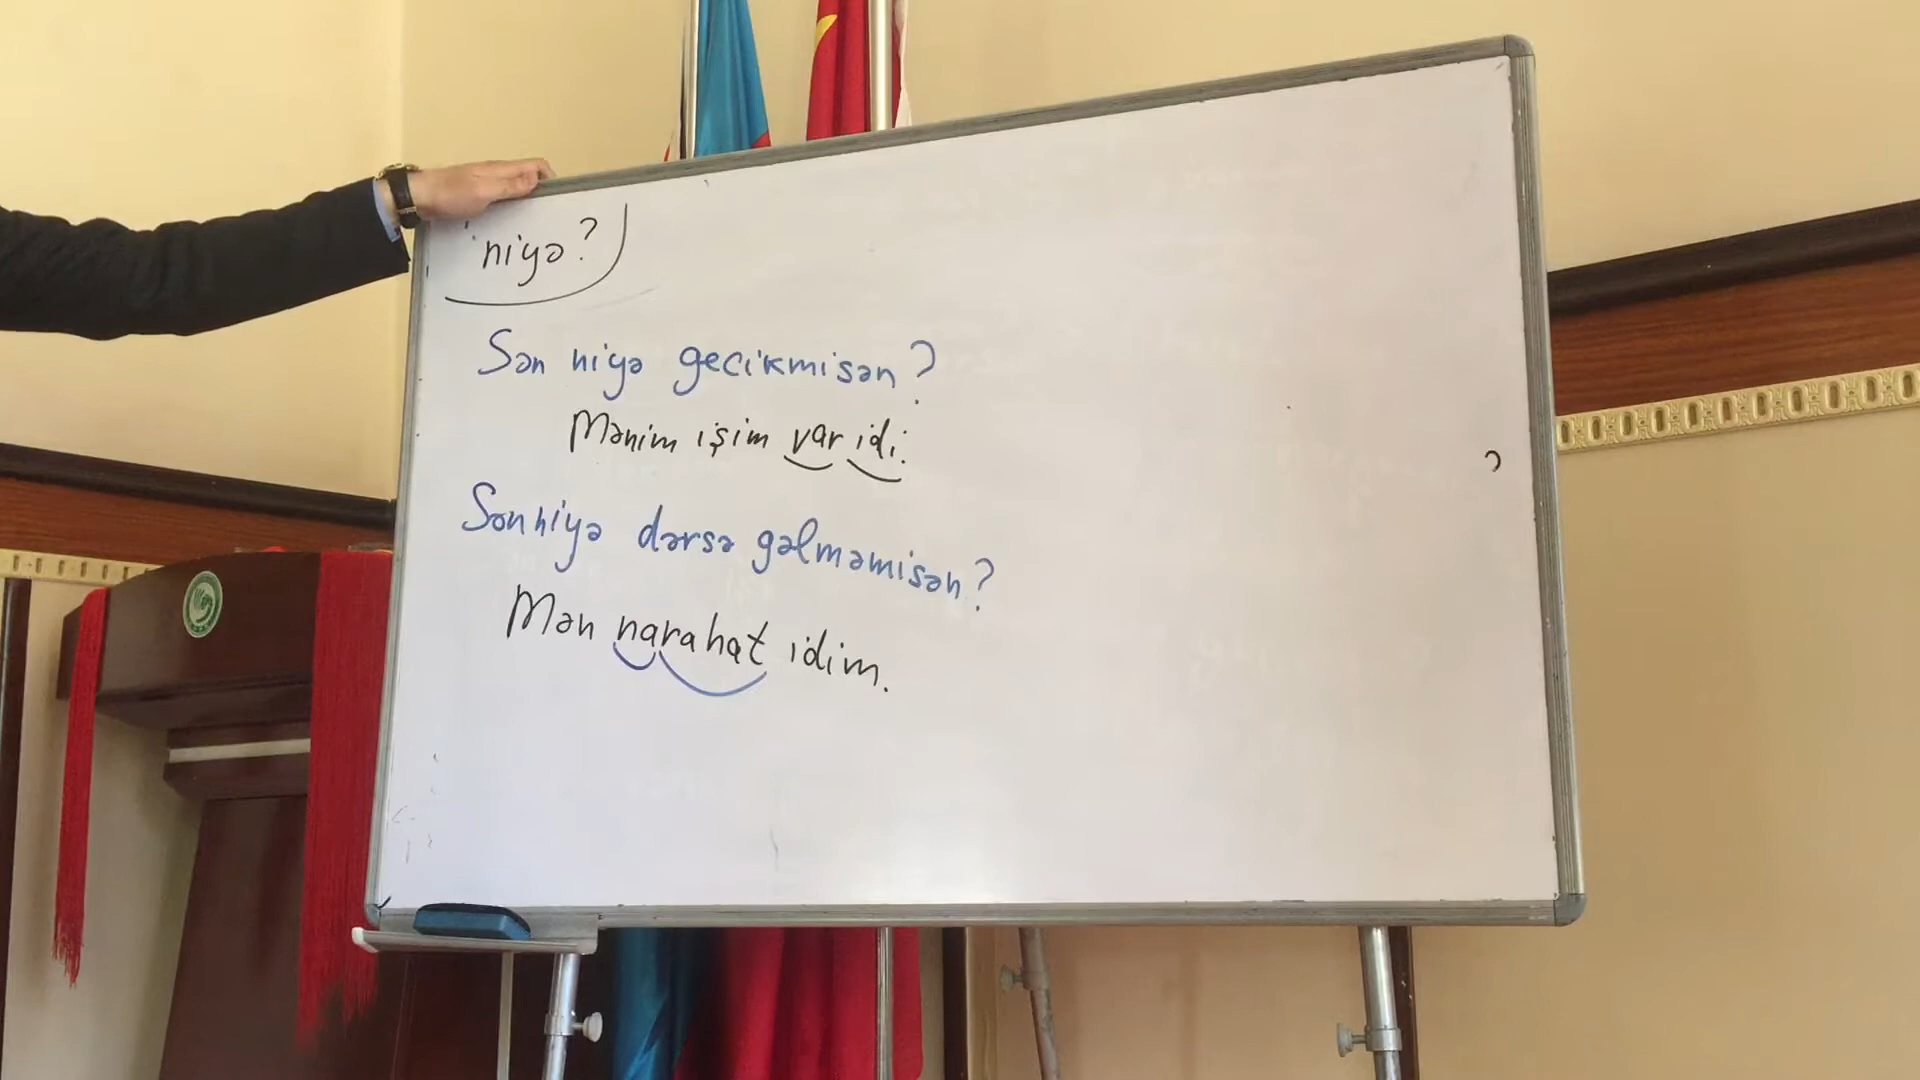 niyə?
Sən niyə gecikmisən?
Mənim işim var idi.
Sən niyə dərsə gəlməmisən?
Mən narahat idim.